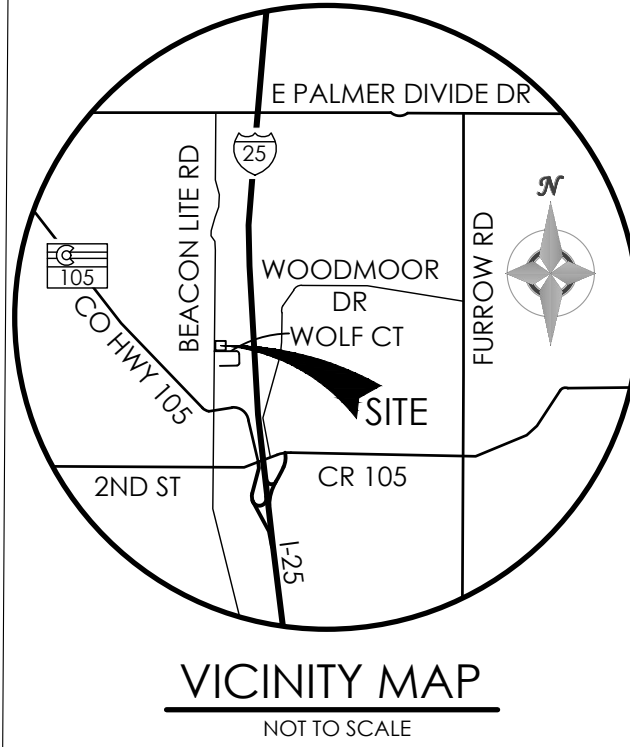 E PALMER DIVIDE DR
25
N
BEACON LITE RD
FURROW RD
C
105
WOODMOOR
DR
CO HWY 105
WOLF CT
SITE
2ND ST
CR 105
I-25
VICINITY MAP
NOT TO SCALE